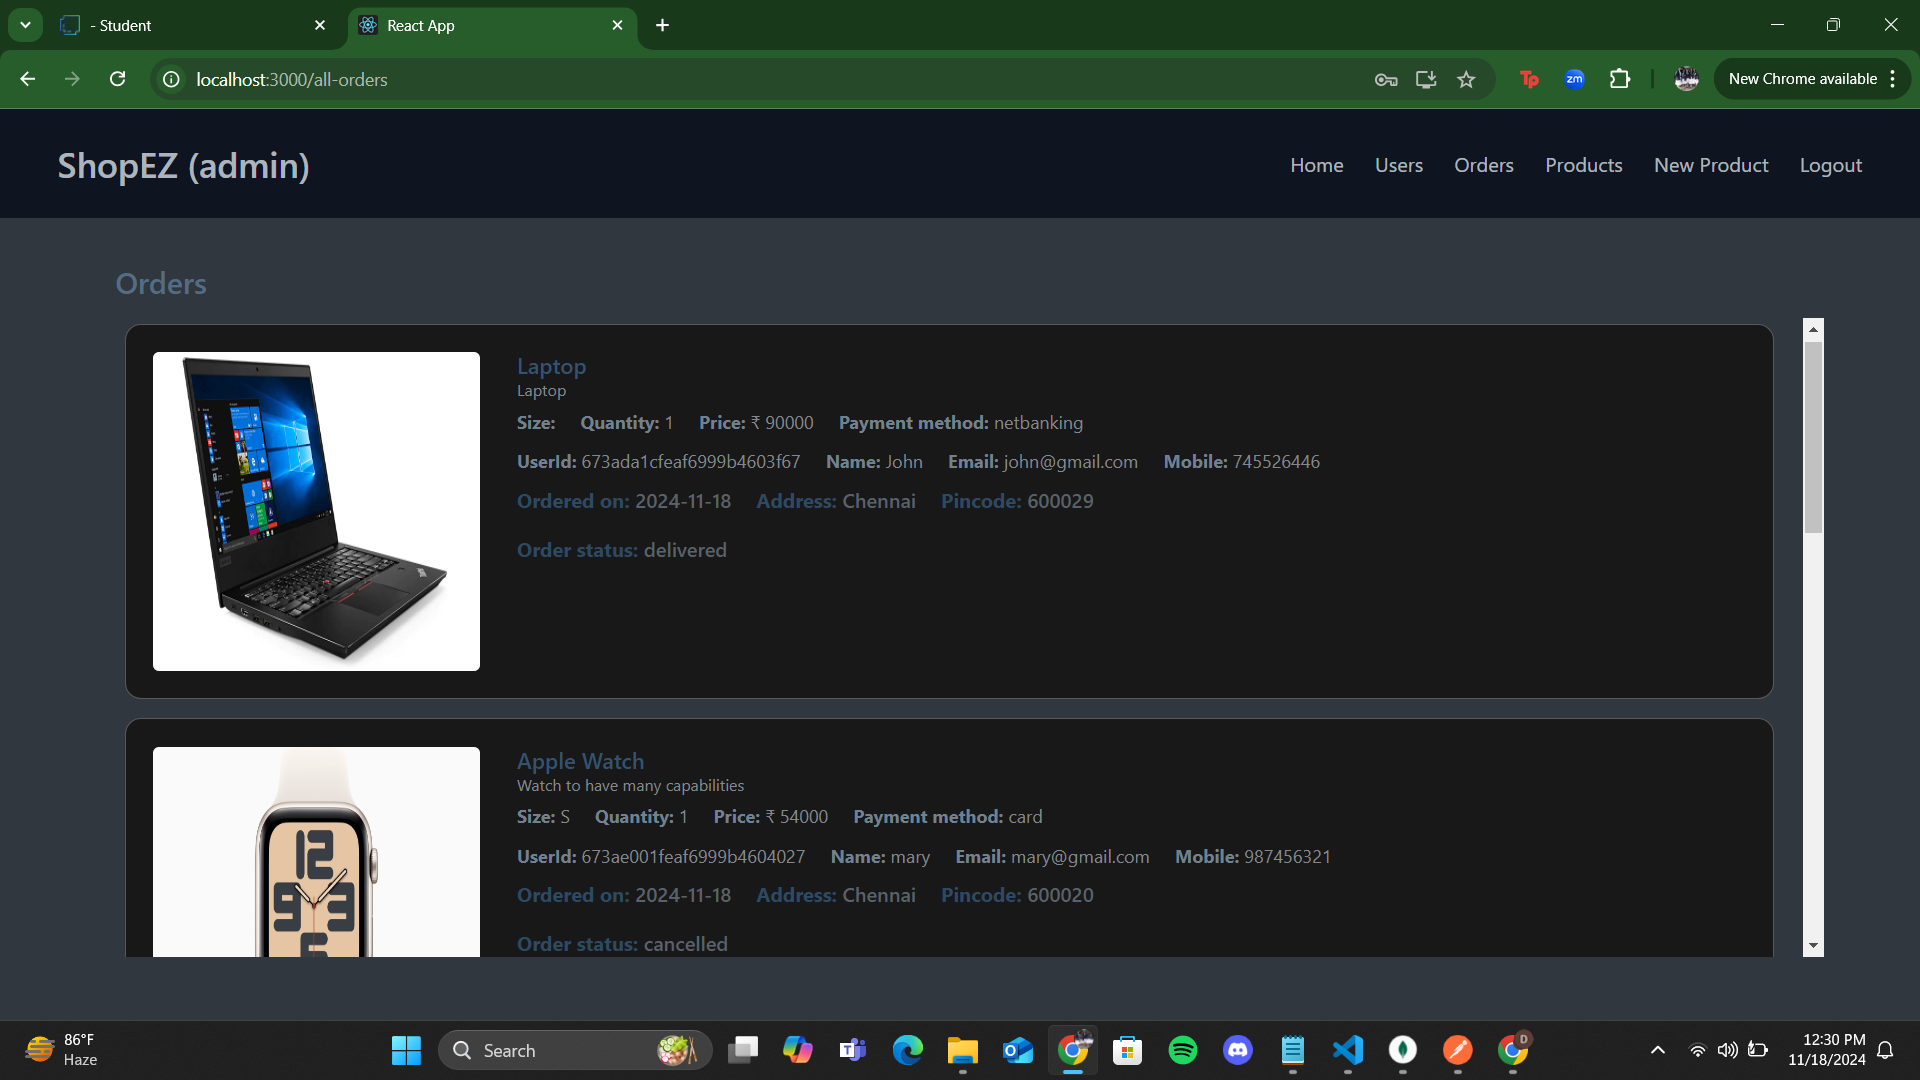 - Student
React App
localhost:3000/all-orders
Tp
zm
New Chrome available
ShopEZ (admin)
Home Users Orders Products New Product Logout
Orders
Laptop
Laptop
Size: Quantity: 1 Price: ₹ 90000 Payment method: netbanking
UserId: 673ada1cfeaf6999b4603f67 Name: John Email: john@gmail.com Mobile: 745526446
Ordered on: 2024-11-18 Address: Chennai Pincode: 600029
Order status: delivered
12
9 3
Apple Watch
Watch to have many capabilities
Size: S Quantity: 1 Price: ₹ 54000 Payment method: card
UserId: 673ae001feaf6999b4604027 Name: mary Email: mary@gmail.com Mobile: 987456321
Ordered on: 2024-11-18 Address: Chennai Pincode: 600020
Order status: cancelled
86°F
Haze
Search
D
12:30 PM
11/18/2024